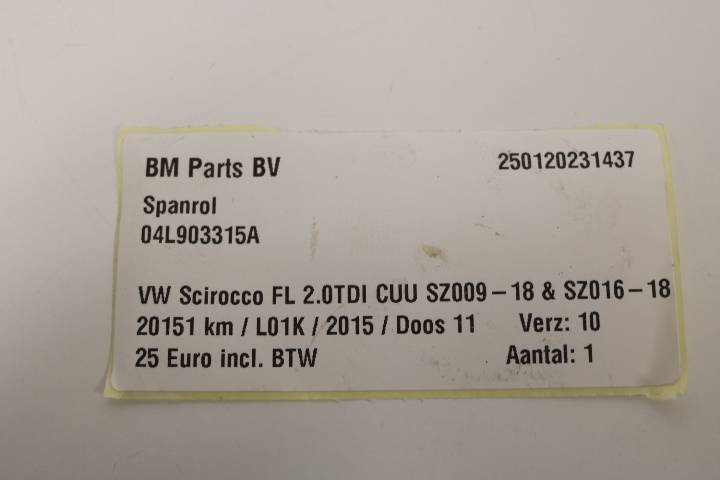 BM Parts BV 250120231437
Spanrol
04L903315A
VW Scirocco FL 2.0TDI CUU SZ009-18 & SZ016-18
20151 km / L01K / 2015 / Doos 11 Verz: 10
25 Euro incl. BTW Aantal: 1